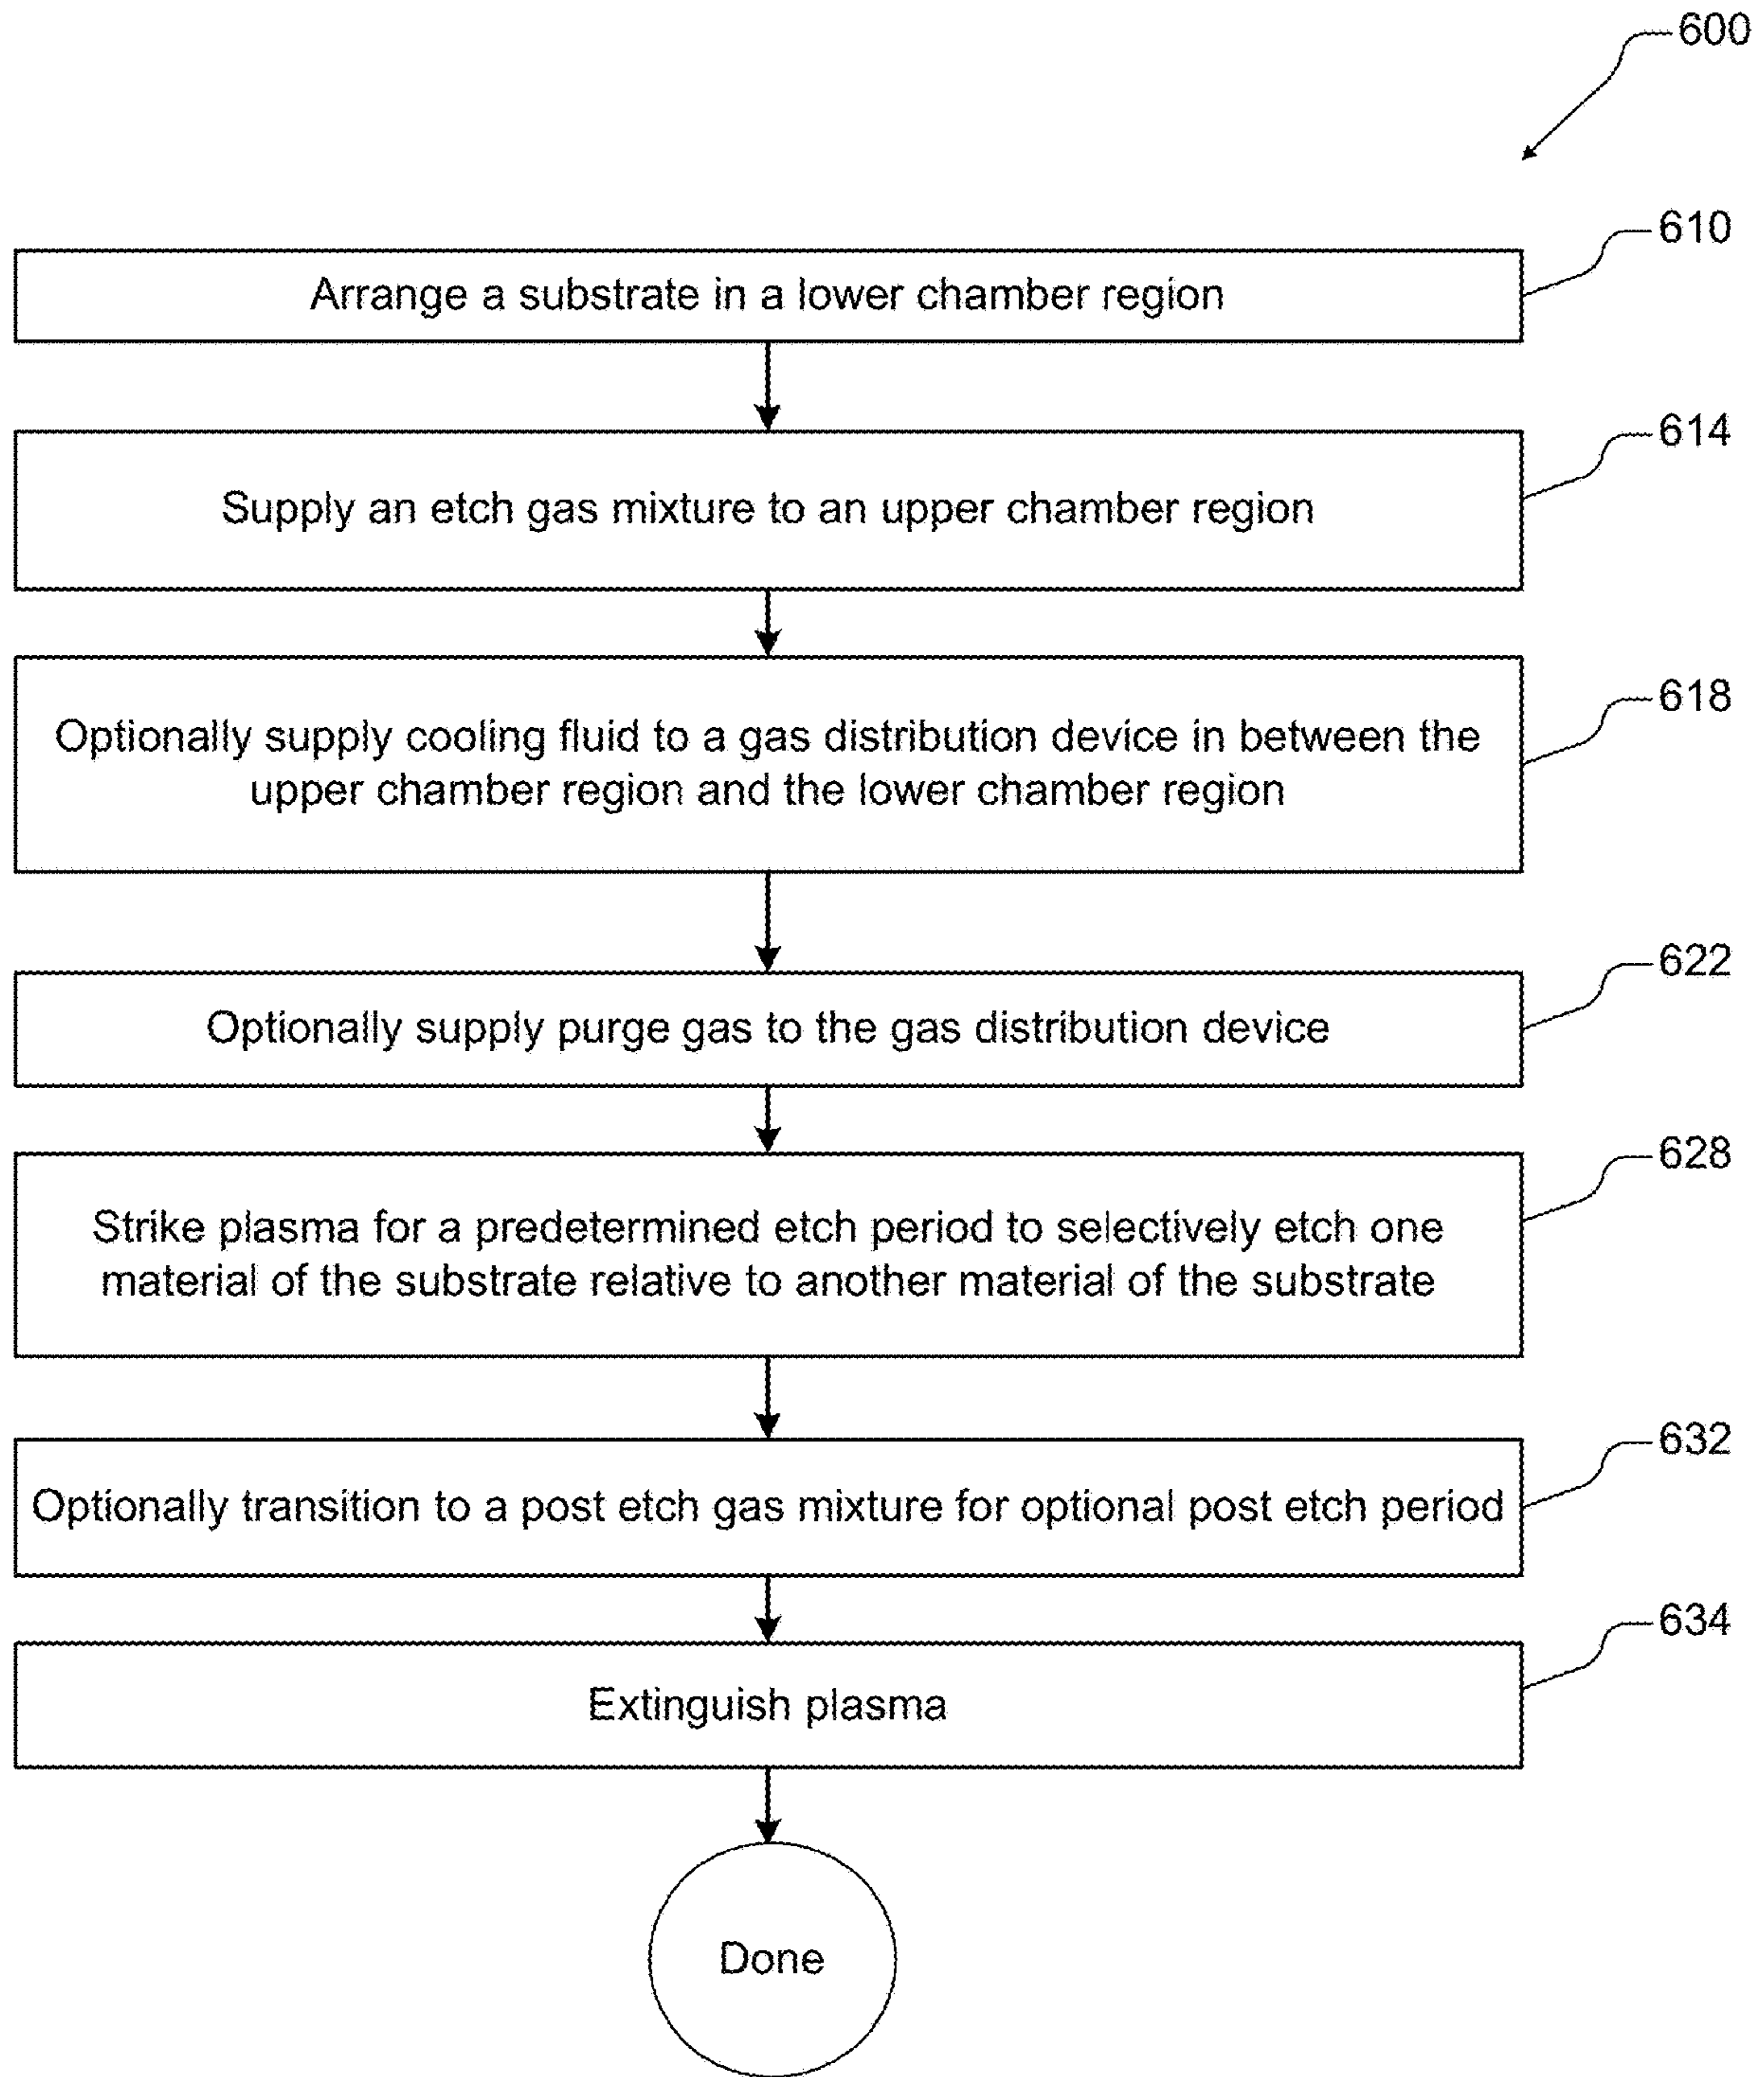 600
610
Arrange a substrate in a lower chamber region
614
Supply an etch gas mixture to an upper chamber region
618
Optionally supply cooling fluid to a gas distribution device in between the
upper chamber region and the lower chamber region
622
Optionally supply purge gas to the gas distribution device
628
Strike plasma for a predetermined etch period to selectively etch one
material of the substrate relative to another material of the substrate
632
Optionally transition to a post etch gas mixture for optional post etch period
634
Extinguish plasma
Done